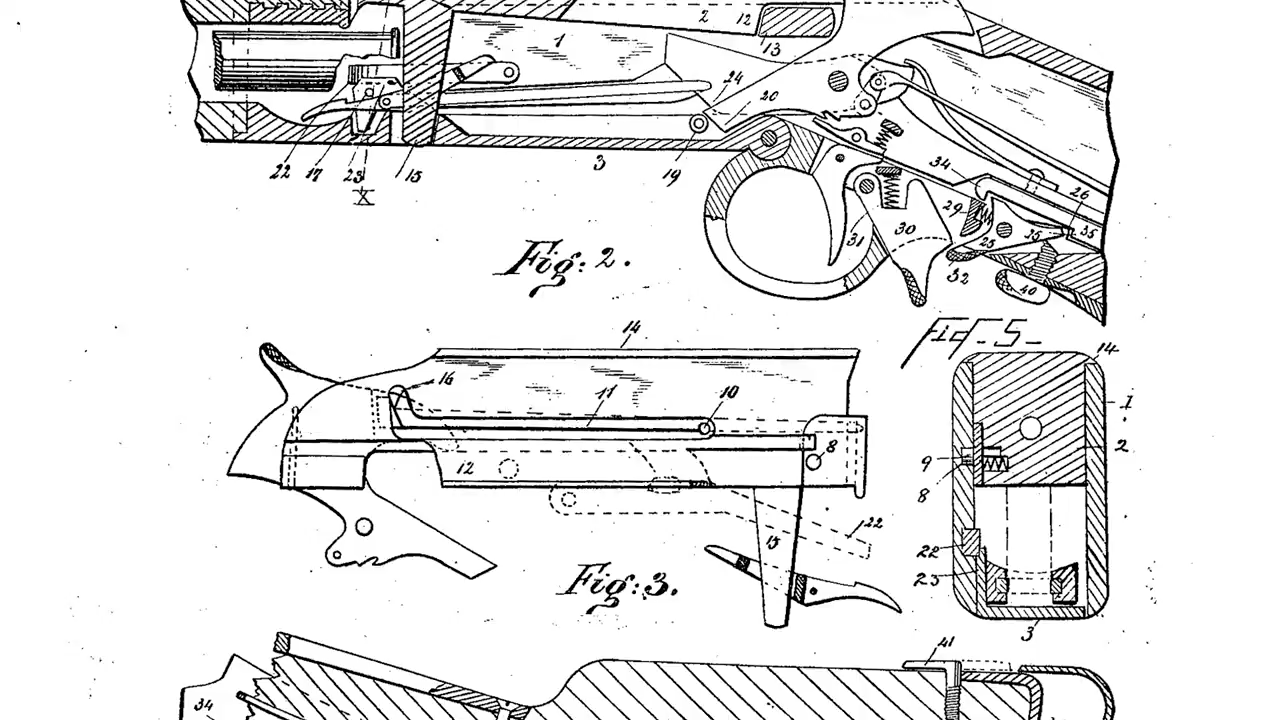 2 12
1 13
24
20
22 17 23 15 3 19 34
X 29 26
31 30 25 25 35
Fig: 2. 32
40
Fig. 5.
14 14
16 1
11 10 2
12 8 9
8
22 22
15 23
Fig: 3.
3
41
34